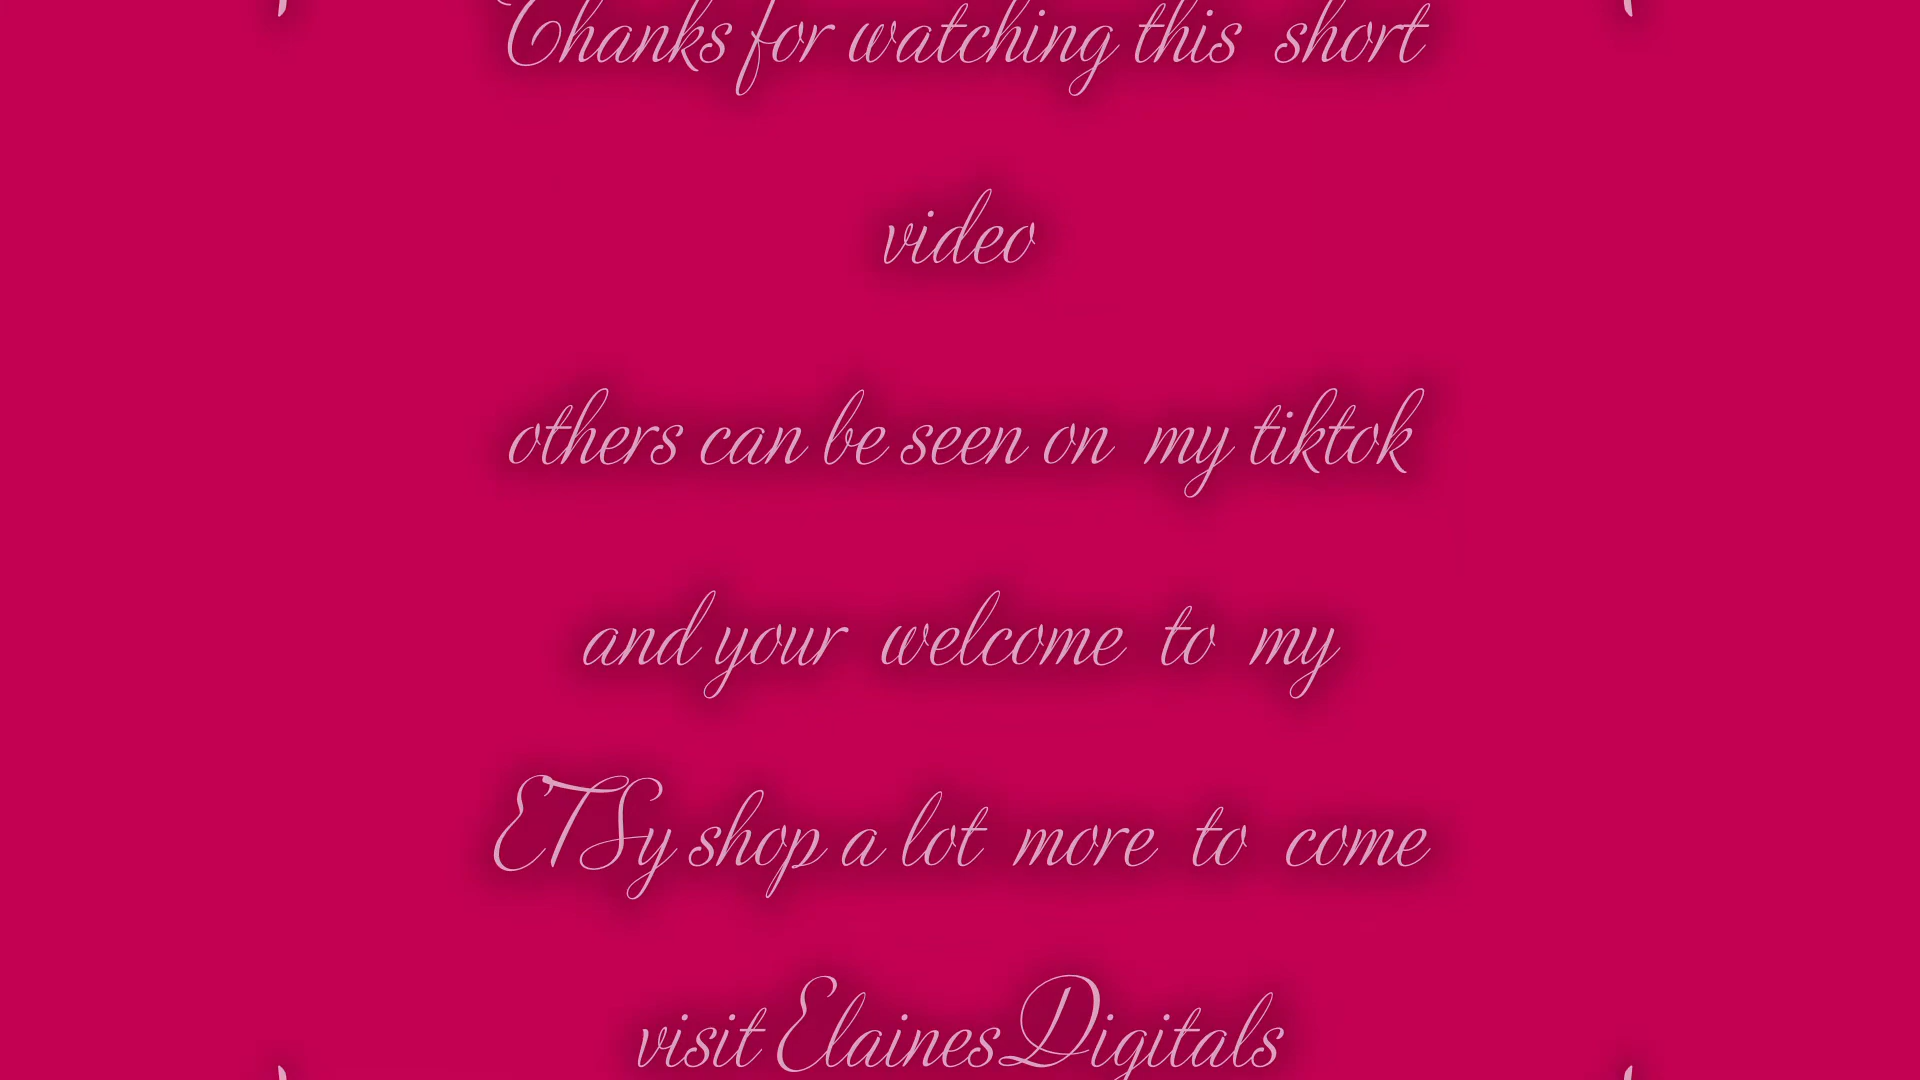 Thanks for watching this short
video
others can be seen on my tiktok
and your welcome to my
ETSy shop a lot more to come
visit ElainesDigitals